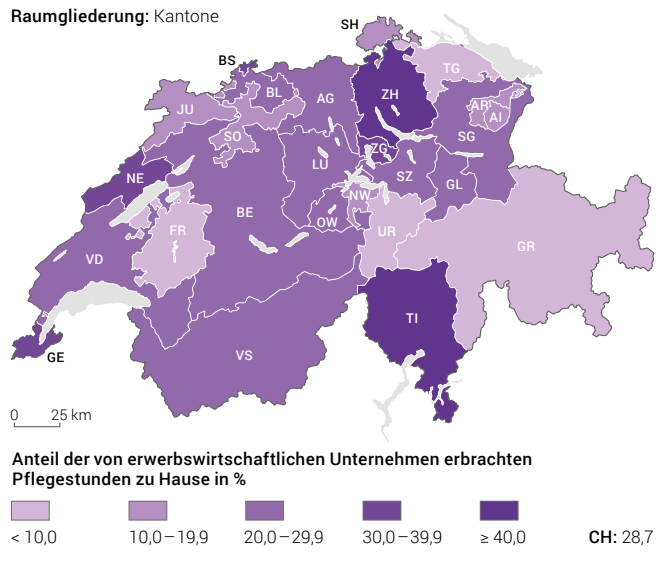 Raumgliederung: Kantone
SH
BS
TG
BL
ZH
AG
JU
AR
AI
SO
SG
ZG
LU
NE
SZ
GL
NW
BE
OW
FR
UR
GR
VD
TI
GE
VS
0 25 km
Anteil der von erwerbswirtschaftlichen Unternehmen erbrachten
Pflegestunden zu Hause in %
< 10,0 10,0–19,9 20,0–29,9 30,0–39,9 ≥ 40,0 CH: 28,7